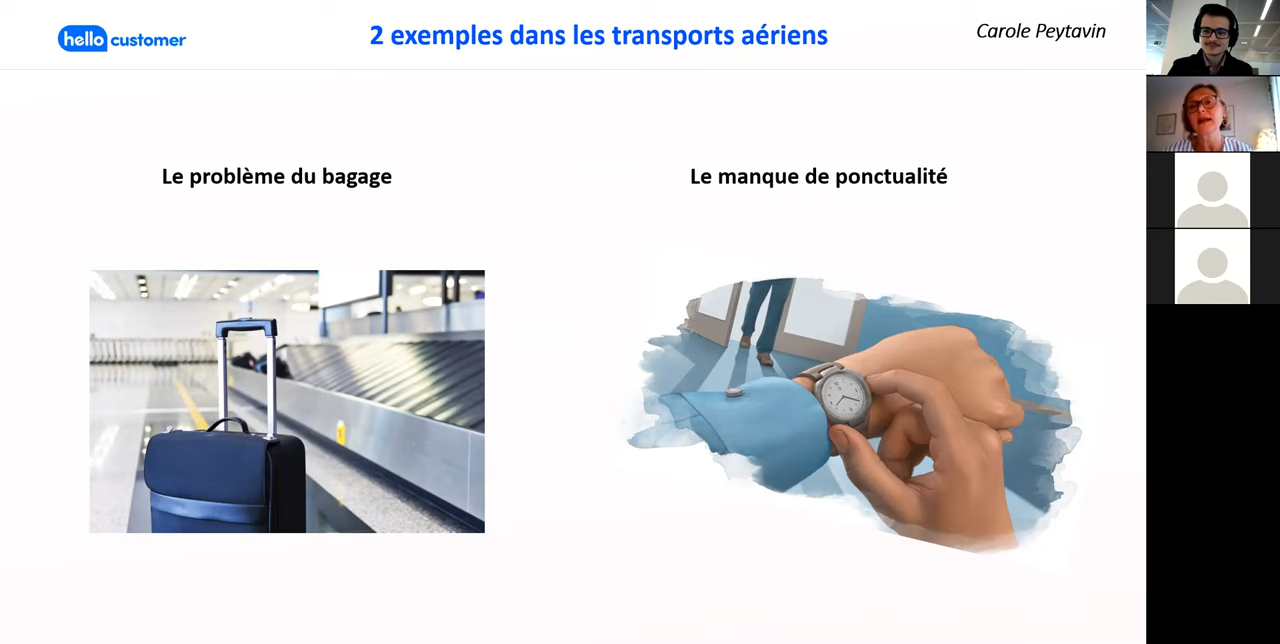 hello customer
2 exemples dans les transports aériens
Carole Peytavin
Le problème du bagage
Le manque de ponctualité